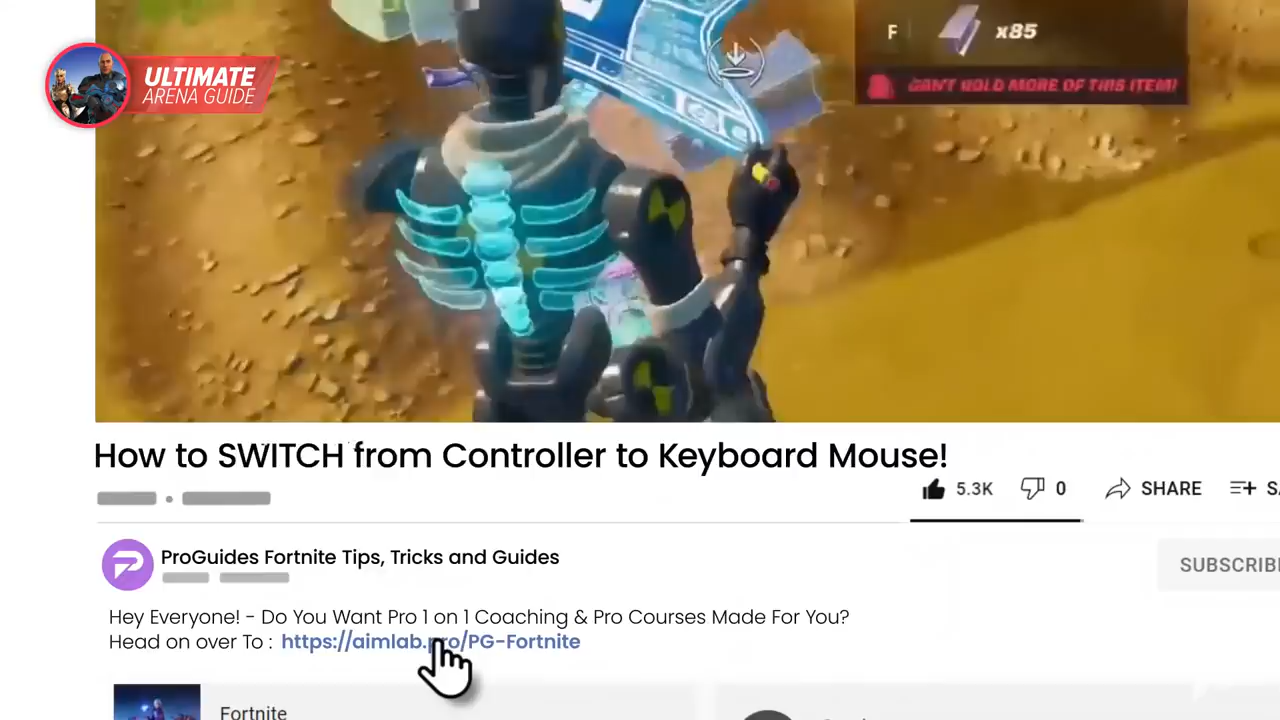 ULTIMATE
ARENA GUIDE
F
x85
CAN'T HOLD MORE OF THIS ITEM!
How to SWITCH from Controller to Keyboard Mouse!
5.3K
0
SHARE
ProGuides Fortnite Tips, Tricks and Guides
SUBSCRIB
Hey Everyone! - Do You Want Pro 1 on 1 Coaching & Pro Courses Made For You?
Head on over To : https://aimlab.pro/PG-Fortnite
Fortnite